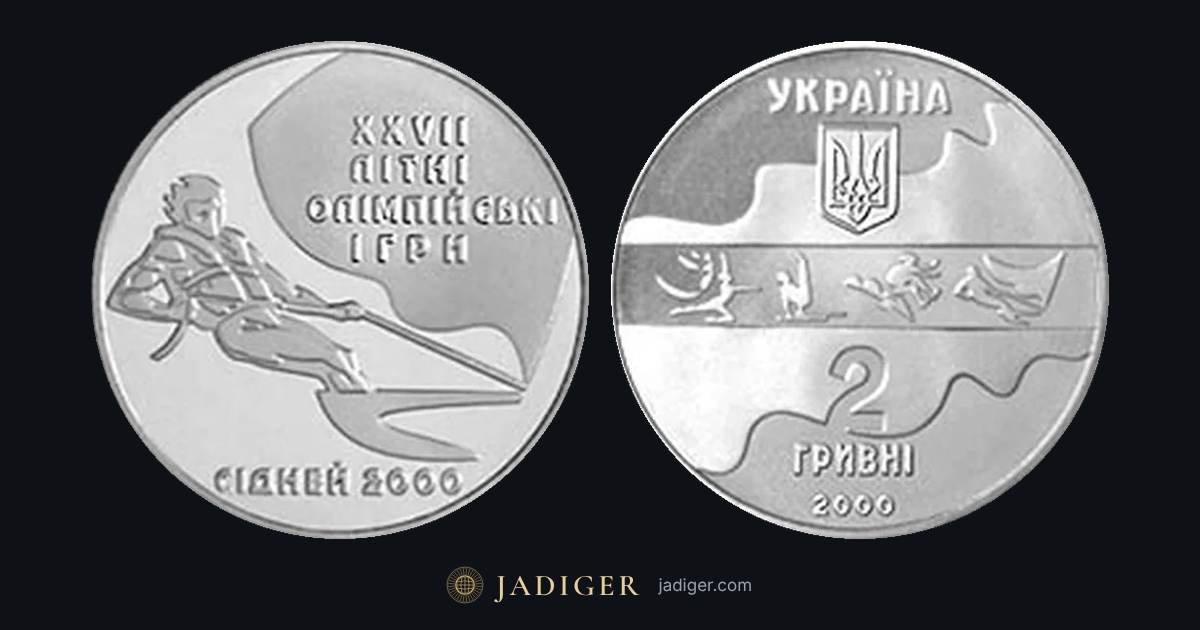 XXVII
ЛІТНІ
ОЛІМПІЙСЬКІ
ІГРИ
СІДНЕЙ 2000
УКРАЇНА
2
ГРИВНІ
2000
JADIGER
jadiger.com